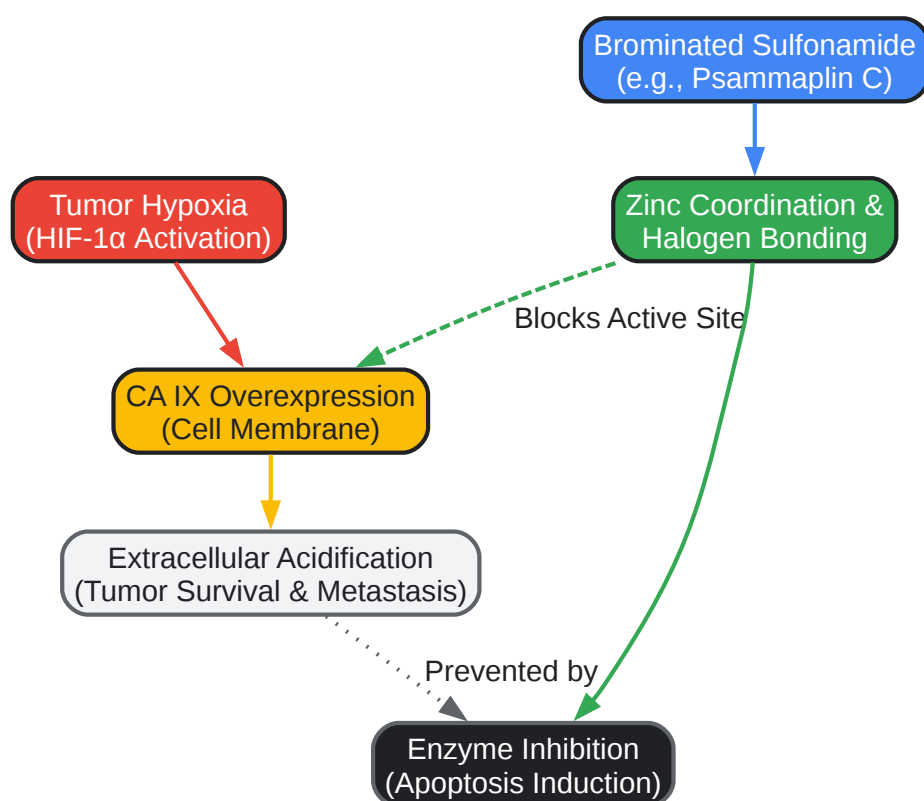 Brominated Sulfonamide
(e.g., Psammaplin C)
Tumor Hypoxia
(HIF-1α Activation)
Zinc Coordination &
Halogen Bonding
Blocks Active Site
CA IX Overexpression
(Cell Membrane)
Extracellular Acidification
(Tumor Survival & Metastasis)
Prevented by
Enzyme Inhibition
(Apoptosis Induction)